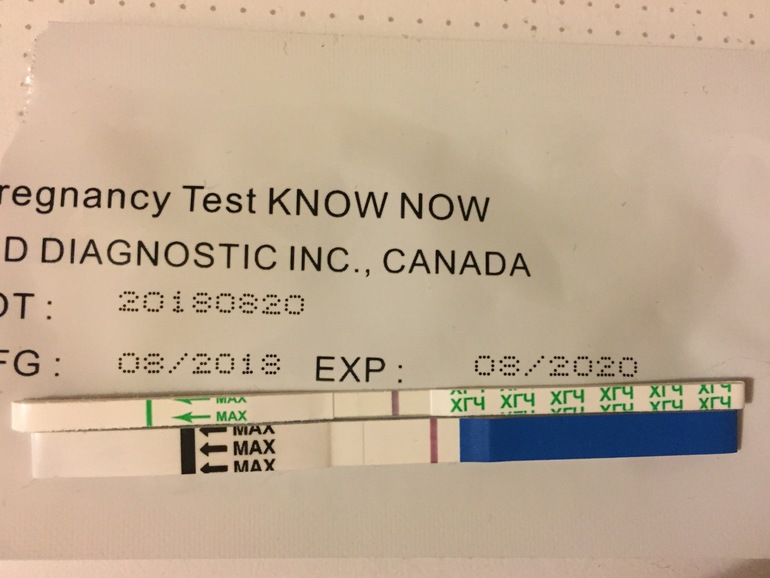 regnancy Test KNOW NOW
D DIAGNOSTIC INC., CANADA
OT : 20180820
FG : 08/2018 EXP : 08/2020
MAX
MAX
ХГЧ ХГЧ ХГЧ ХГЧ ХГЧ ХГЧ
MAX
MAX
MAX